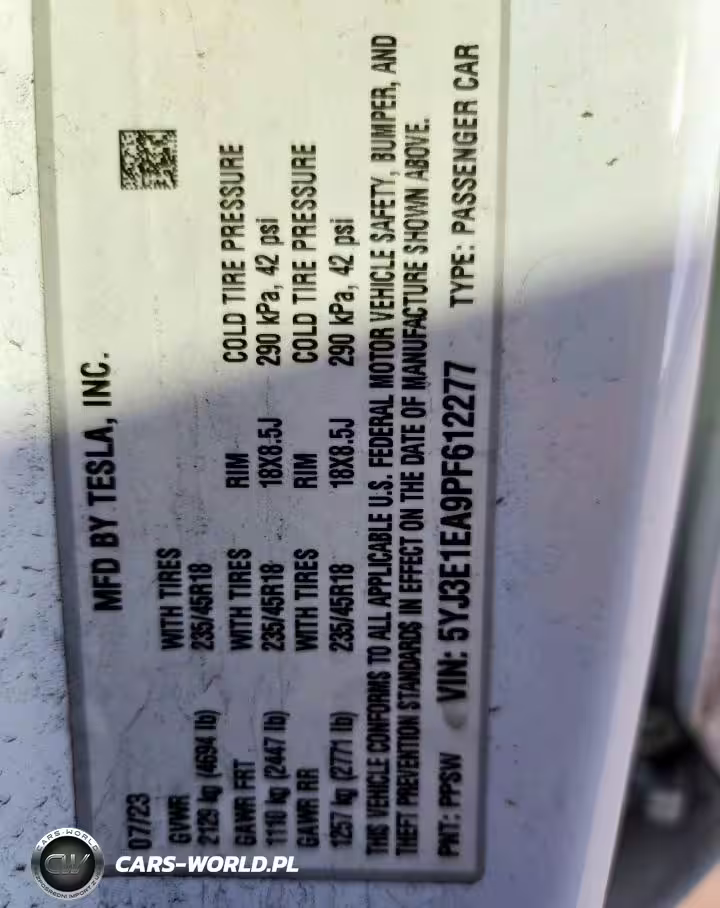 MFD BY TESLA, INC.
07/23
GVWR WITH TIRES
2129 kg (4694 lb) 235/45R18
GAWR FRT WITH TIRES RIM COLD TIRE PRESSURE
1110 kg (2447 lb) 235/45R18 18X8.5J 290 kPa, 42 psi
GAWR RR WITH TIRES RIM COLD TIRE PRESSURE
1257 kg (2771 lb) 235/45R18 18X8.5J 290 kPa, 42 psi
THIS VEHICLE CONFORMS TO ALL APPLICABLE U.S. FEDERAL MOTOR VEHICLE SAFETY, BUMPER, AND
THEFT PREVENTION STANDARDS IN EFFECT ON THE DATE OF MANUFACTURE SHOWN ABOVE.
PNT: PPSW VIN: 5YJ3E1EA9PF612277 TYPE: PASSENGER CAR
CARS-WORLD
CW
CARS-WORLD.PL